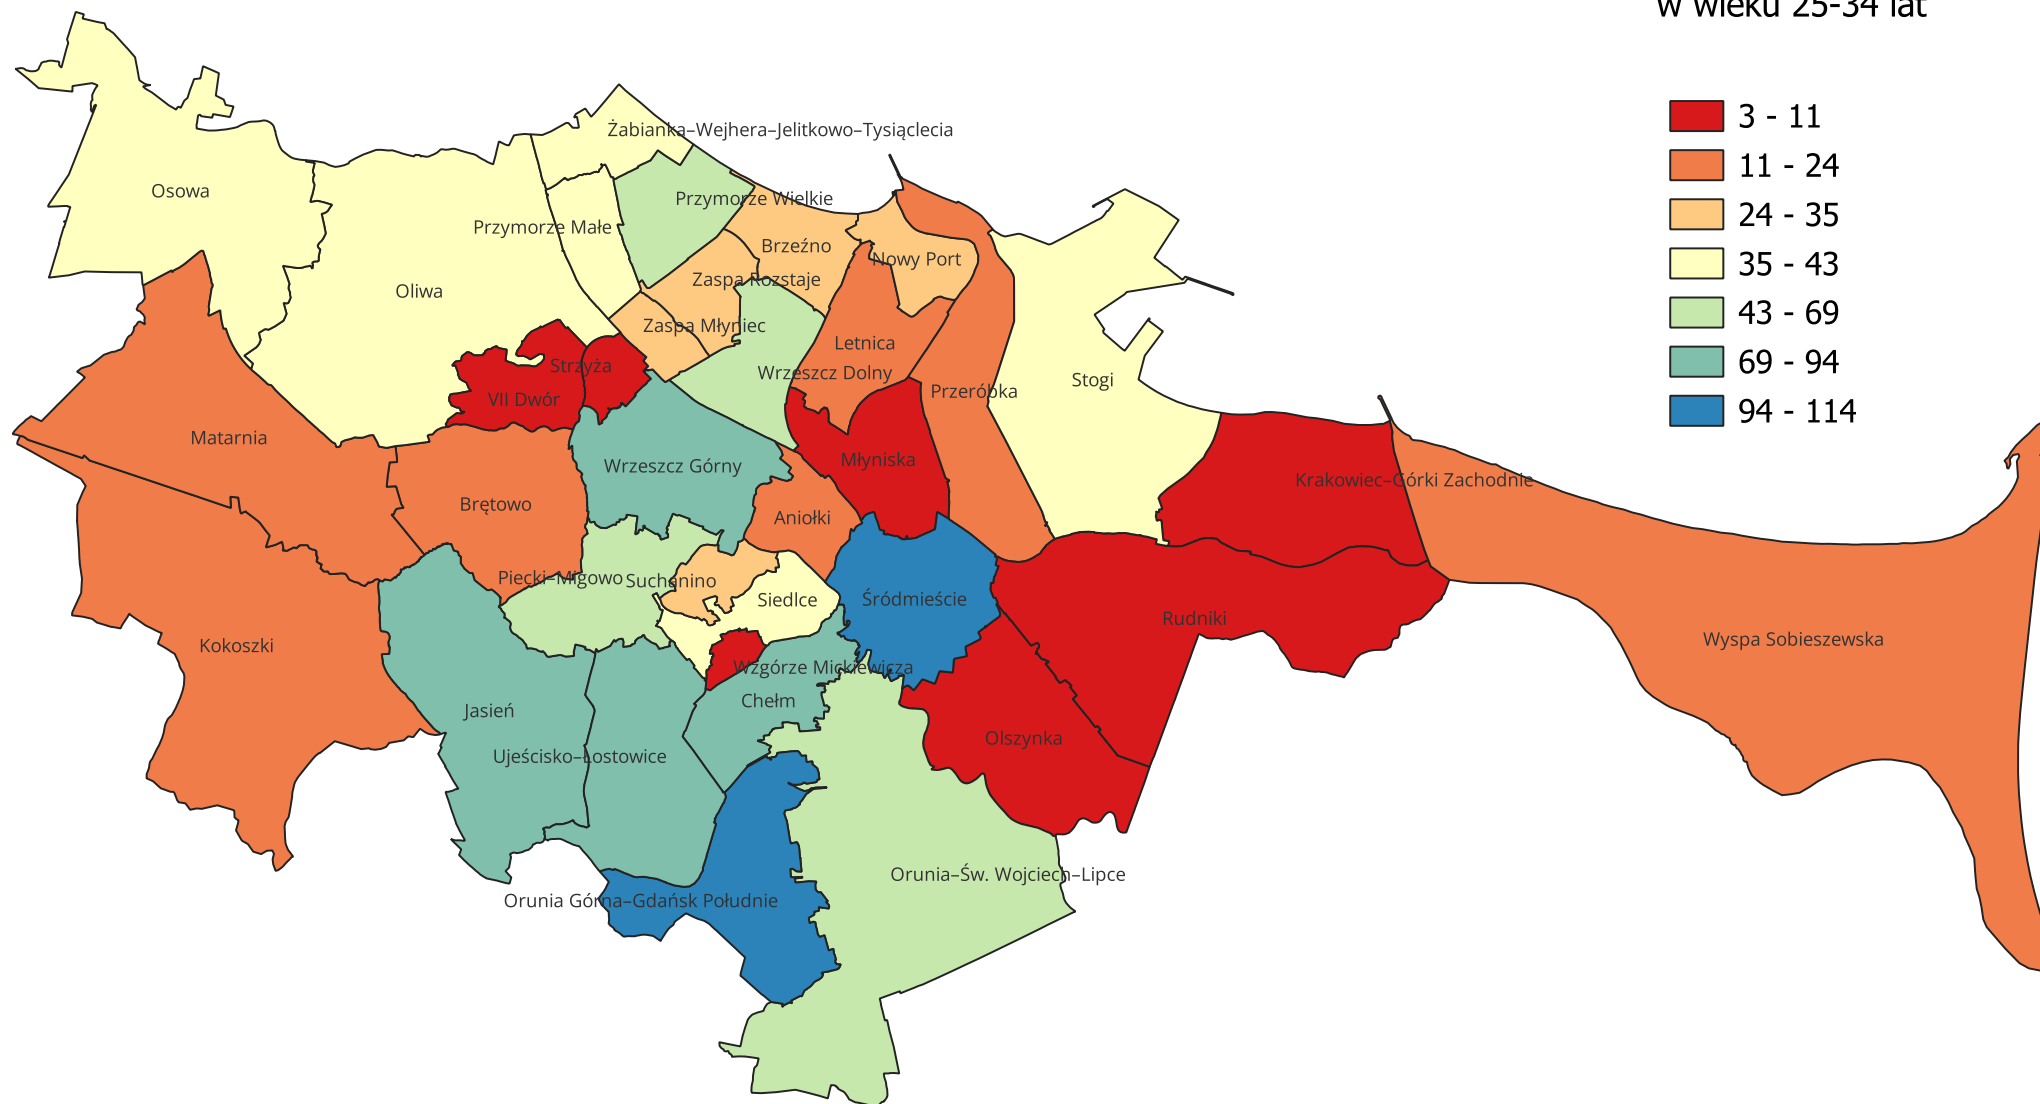 w wieku 25-34 lat
3 - 11
11 - 24
24 - 35
35 - 43
43 - 69
69 - 94
94 - 114
Żabianka–Wejhera–Jelitkowo–Tysiąclecia
Osowa
Przymorze Wielkie
Przymorze Małe
Brzeźno
Nowy Port
Zaspa Rozstaje
Oliwa
Zaspa Młyniec
Letnica
Strzyża
Wrzeszcz Dolny
Stogi
Przeróbka
VII Dwór
Matarnia
Młyniska
Wrzeszcz Górny
Krakowiec–Górki Zachodnie
Brętowo
Aniołki
Piecki–Migowo
Suchanino
Siedlce
Śródmieście
Rudniki
Wyspa Sobieszewska
Kokoszki
Wzgórze Mickiewicza
Chełm
Jasień
Olszynka
Ujeścisko–Łostowice
Orunia–Św. Wojciech–Lipce
Orunia Górna–Gdańsk Południe